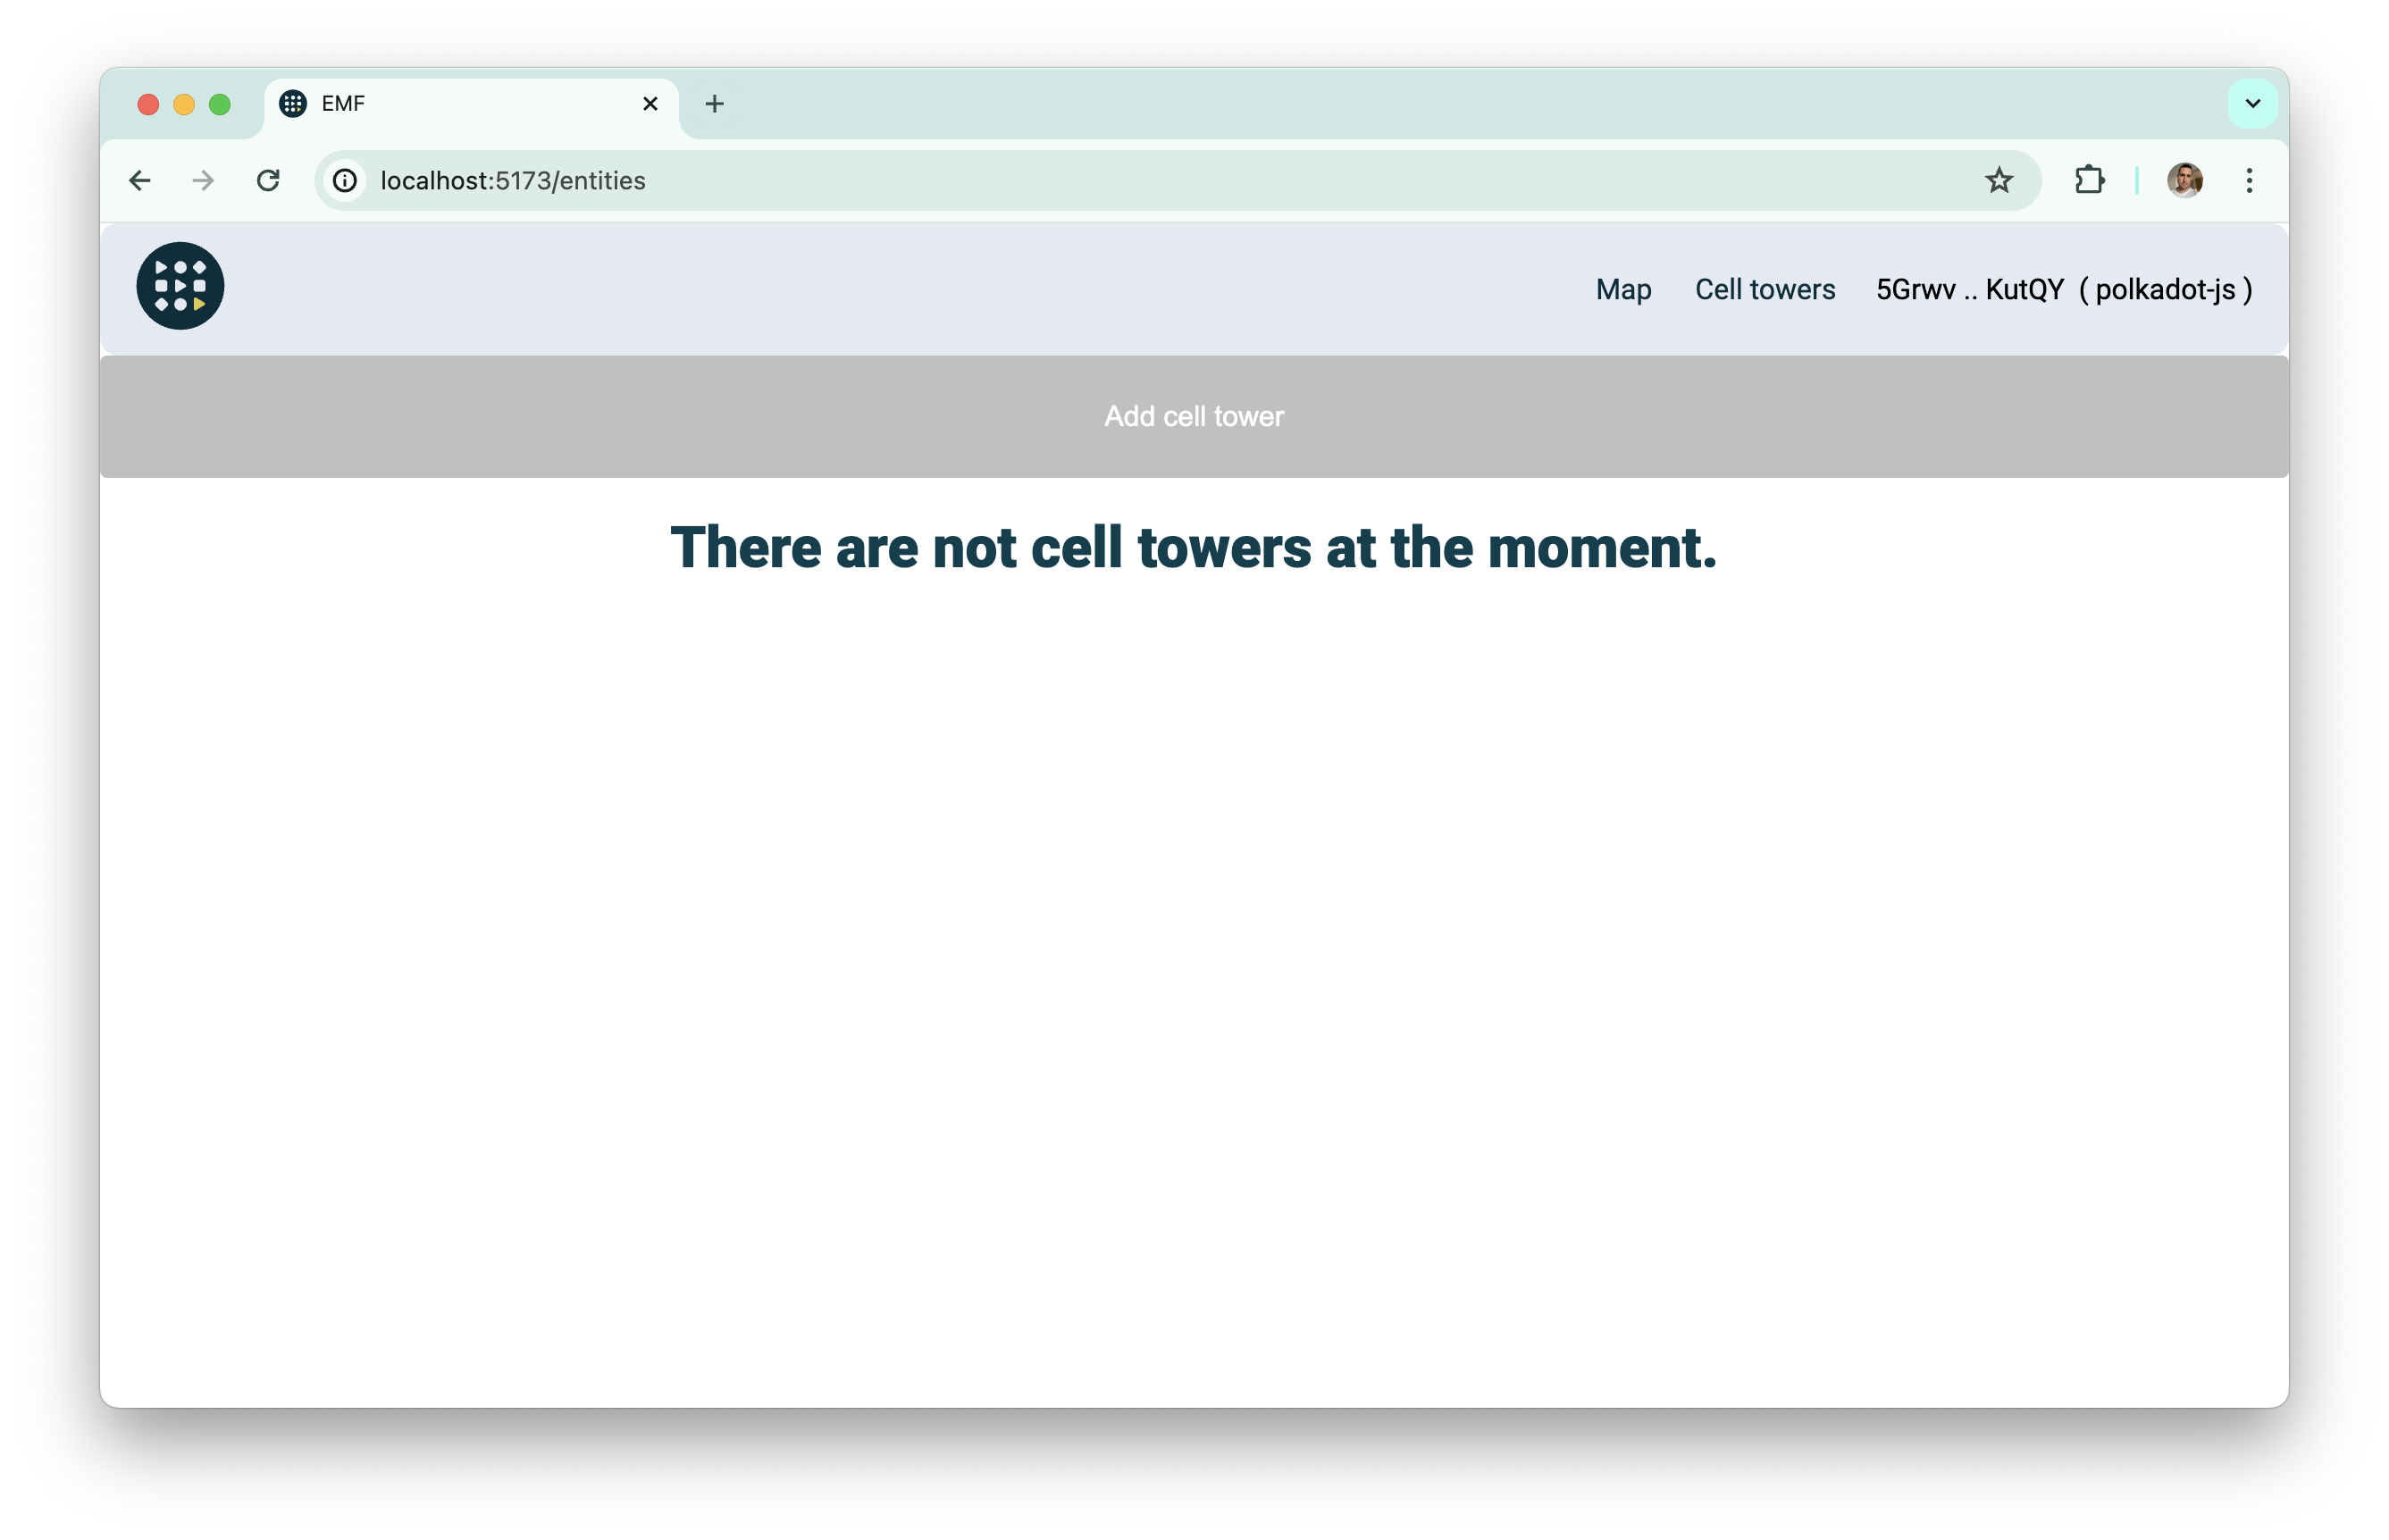 EMF
localhost:5173/entities
Map Cell towers 5Grwv .. KutQY ( polkadot-js )
Add cell tower
There are not cell towers at the moment.